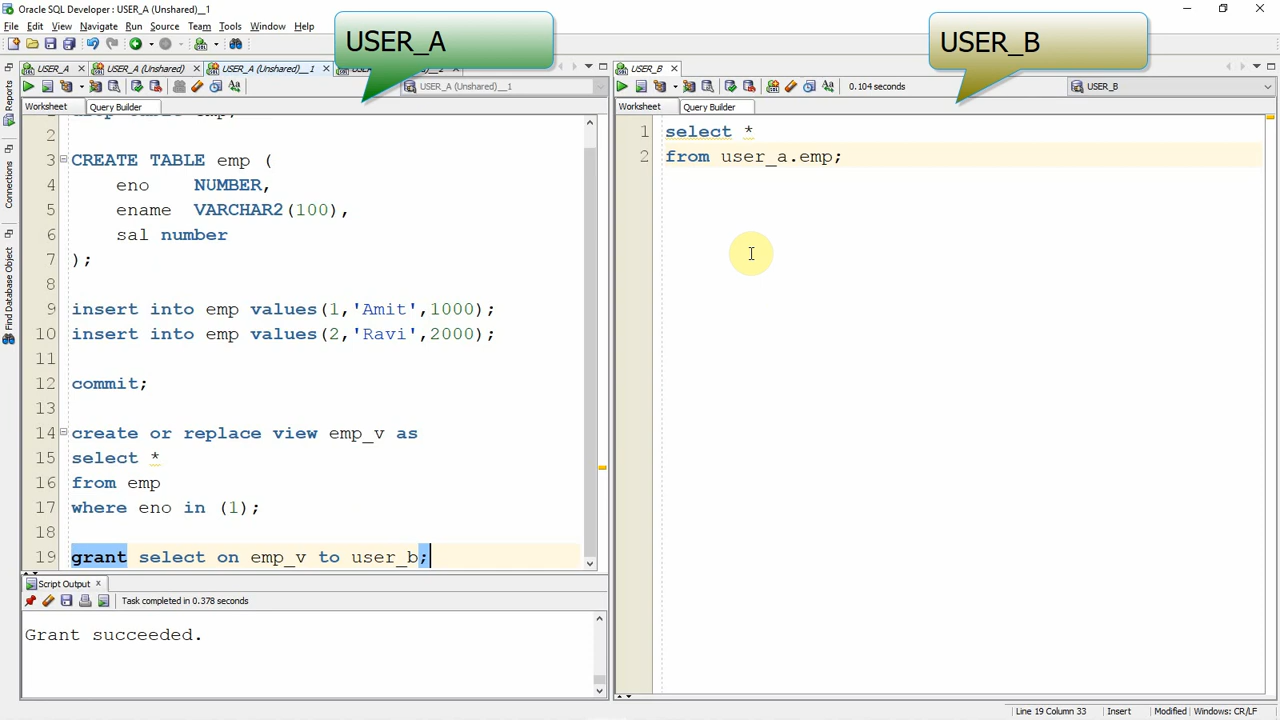 Oracle SQL Developer : USER_A (Unshared)__1
File Edit View Navigate Run Source Team Tools Window Help
USER_A
USER_B
USER_A
USER_A (Unshared)
USER_A (Unshared)__1
USER_B
USER_A (Unshared)__1
0.104 seconds
USER_B
Worksheet Query Builder
Worksheet Query Builder
Reports
Connections
Find Database Object
2
3 CREATE TABLE emp (
4 eno NUMBER,
5 ename VARCHAR2(100),
6 sal number
7 );
8
9 insert into emp values(1,'Amit',1000);
10 insert into emp values(2,'Ravi',2000);
11
12 commit;
13
14 create or replace view emp_v as
15 select *
16 from emp
17 where eno in (1);
18
19 grant select on emp_v to user_b;
1 select *
2 from user_a.emp;
Script Output
Task completed in 0.378 seconds
Grant succeeded.
Line 19 Column 33 Insert Modified Windows: CR/LF